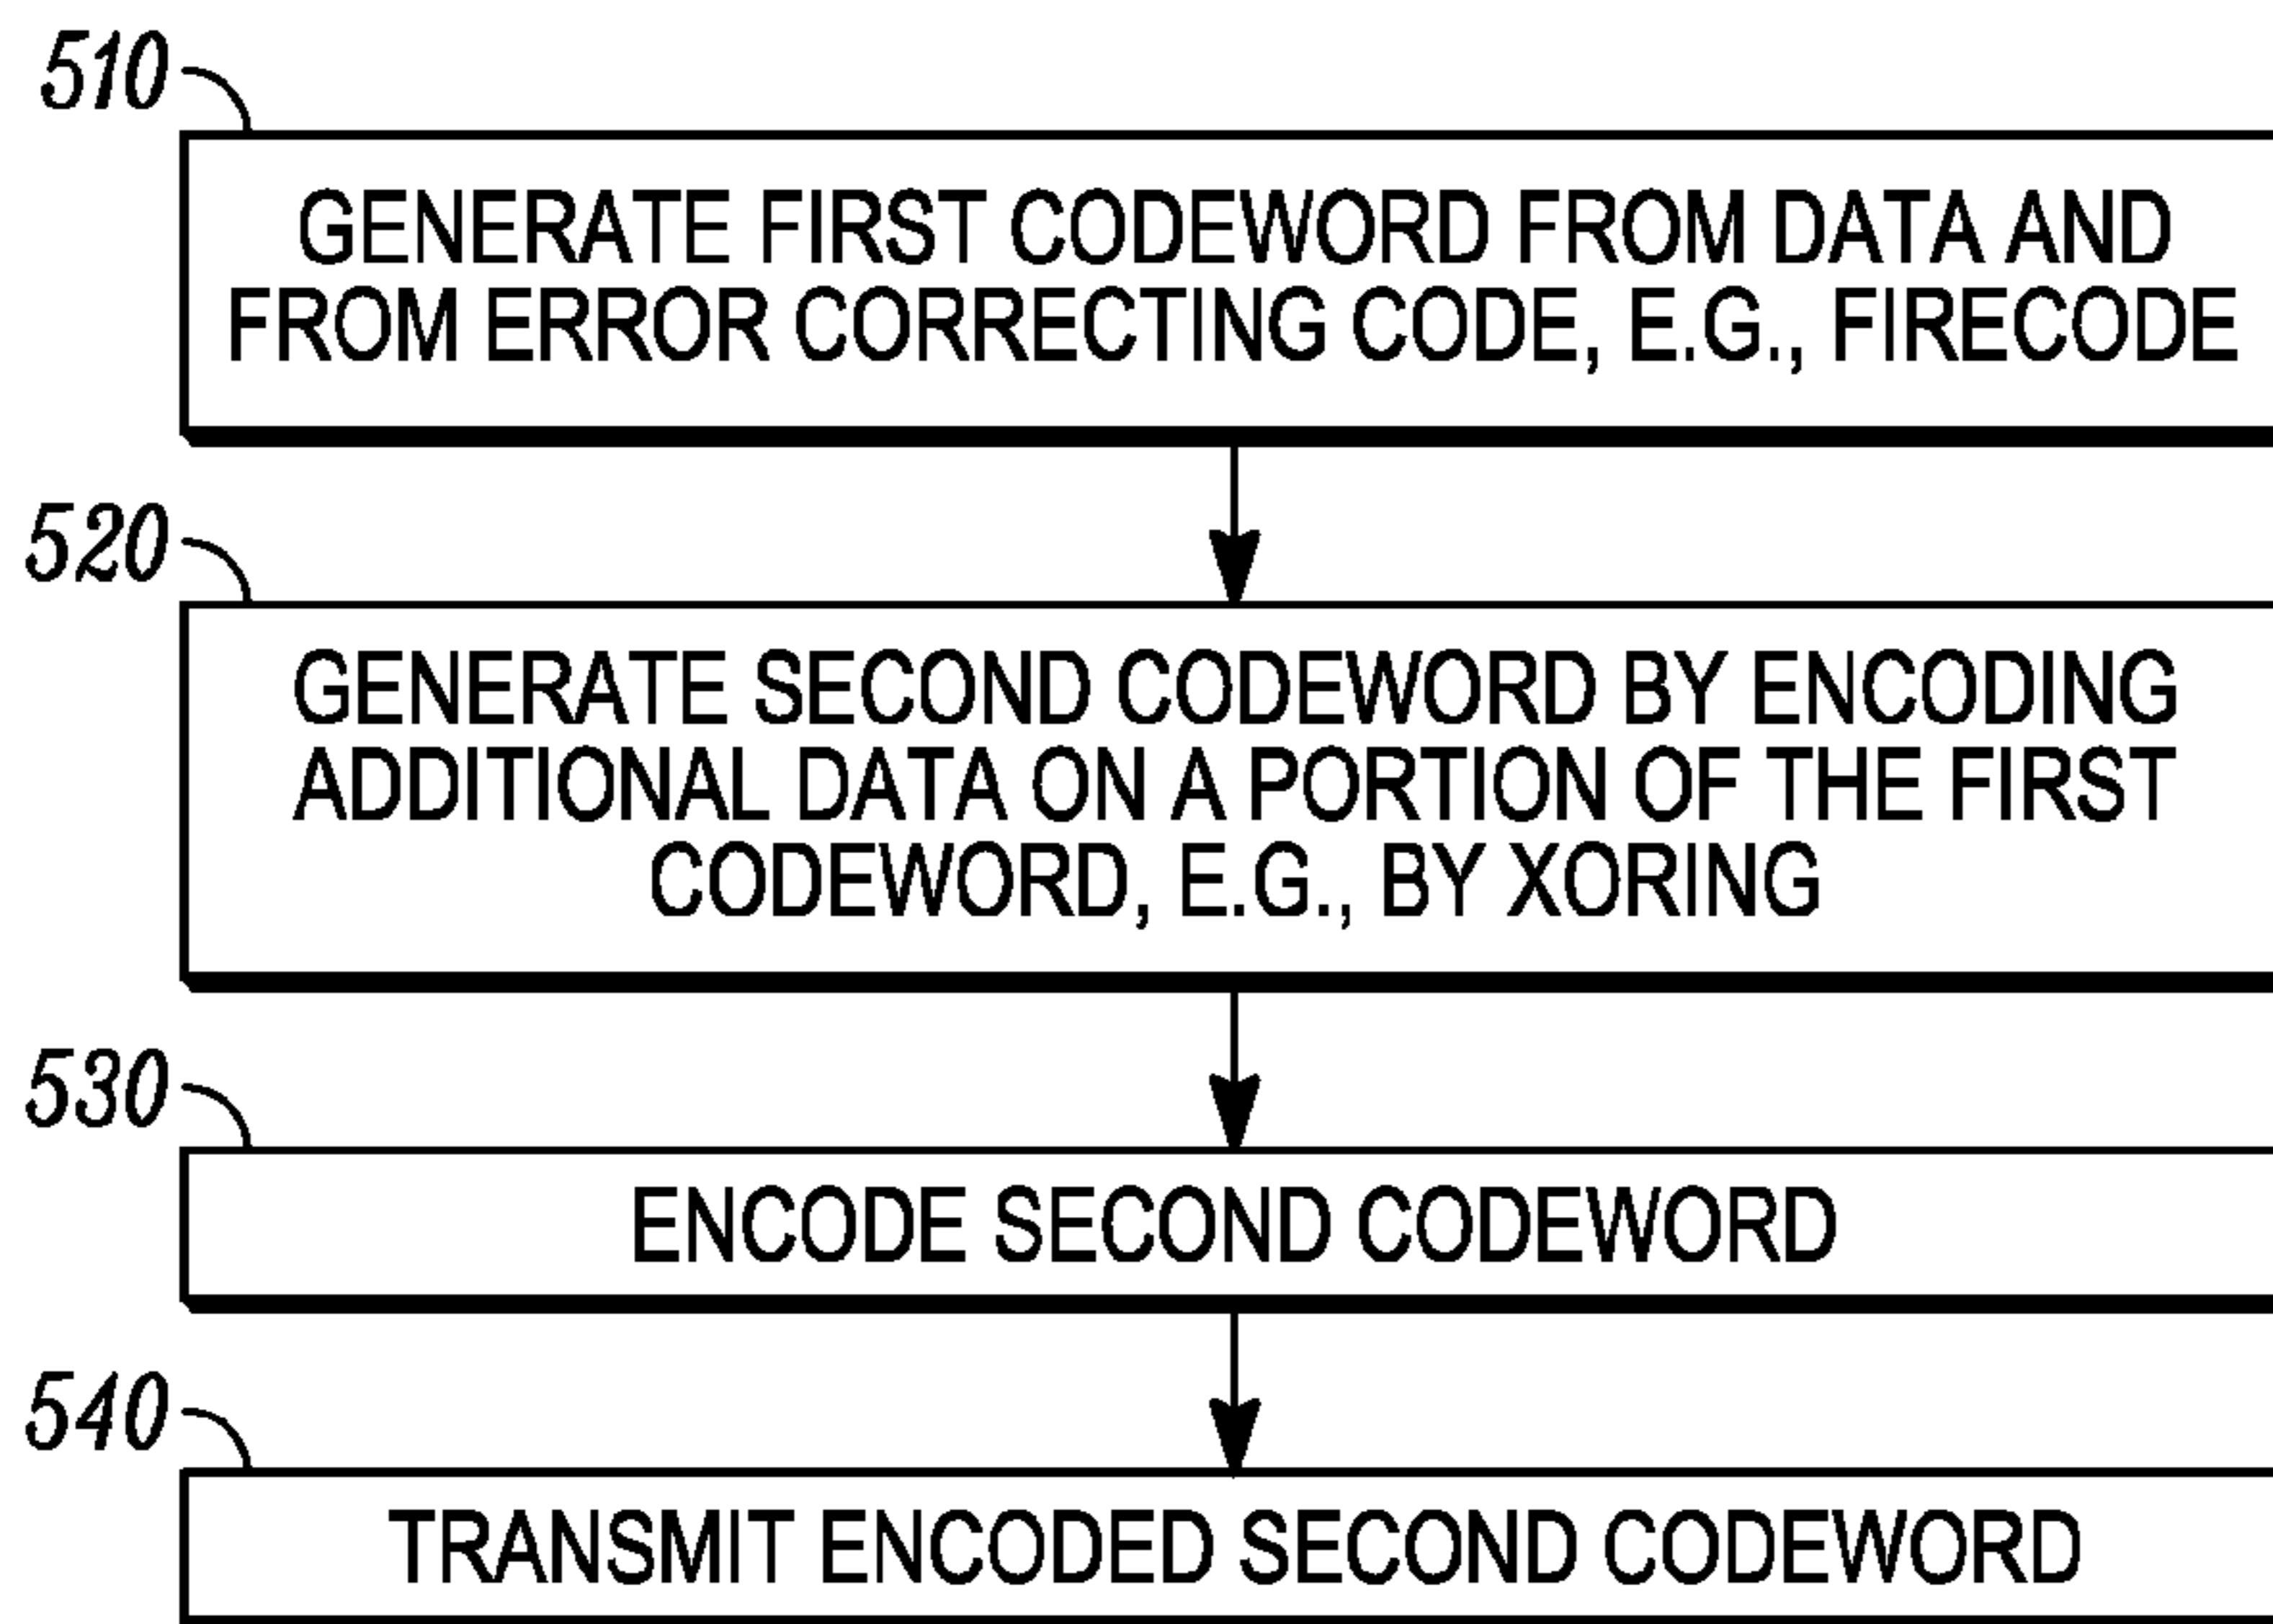 510
GENERATE FIRST CODEWORD FROM DATA AND
FROM ERROR CORRECTING CODE, E.G., FIRECODE
520
GENERATE SECOND CODEWORD BY ENCODING
ADDITIONAL DATA ON A PORTION OF THE FIRST
CODEWORD, E.G., BY XORING
530
ENCODE SECOND CODEWORD
540
TRANSMIT ENCODED SECOND CODEWORD